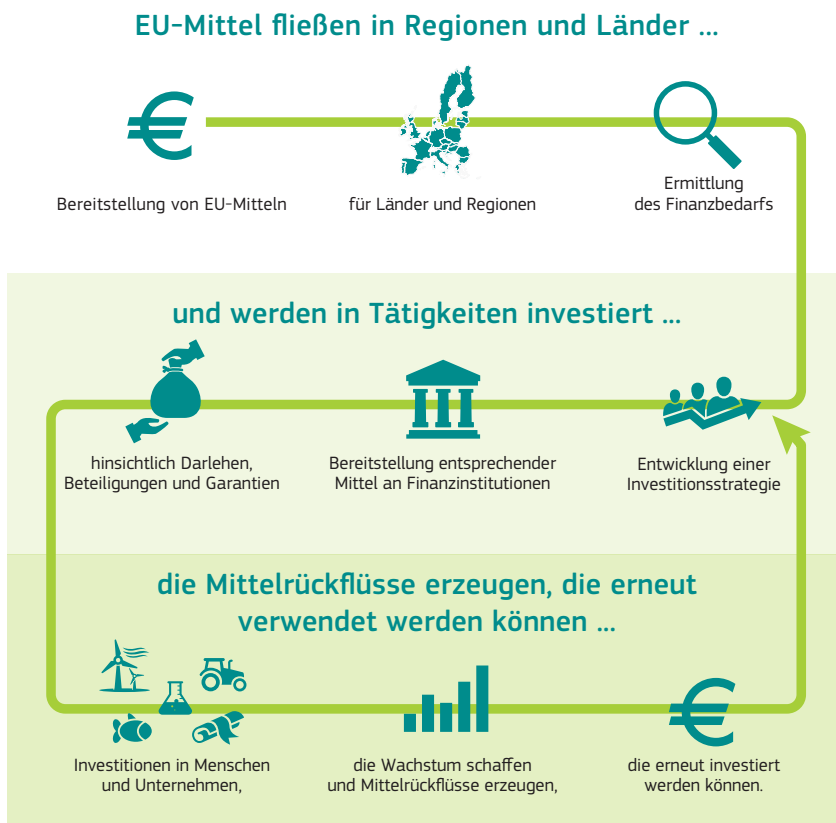 EU-Mittel fließen in Regionen und Länder ...
Bereitstellung von EU-Mitteln
für Länder und Regionen
Ermittlung
des Finanzbedarfs
und werden in Tätigkeiten investiert ...
hinsichtlich Darlehen,
Beteiligungen und Garantien
Bereitstellung entsprechender
Mittel an Finanzinstitutionen
Entwicklung einer
Investitionsstrategie
die Mittelrückflüsse erzeugen, die erneut
verwendet werden können ...
Investitionen in Menschen
und Unternehmen,
die Wachstum schaffen
und Mittelrückflüsse erzeugen,
die erneut investiert
werden können.